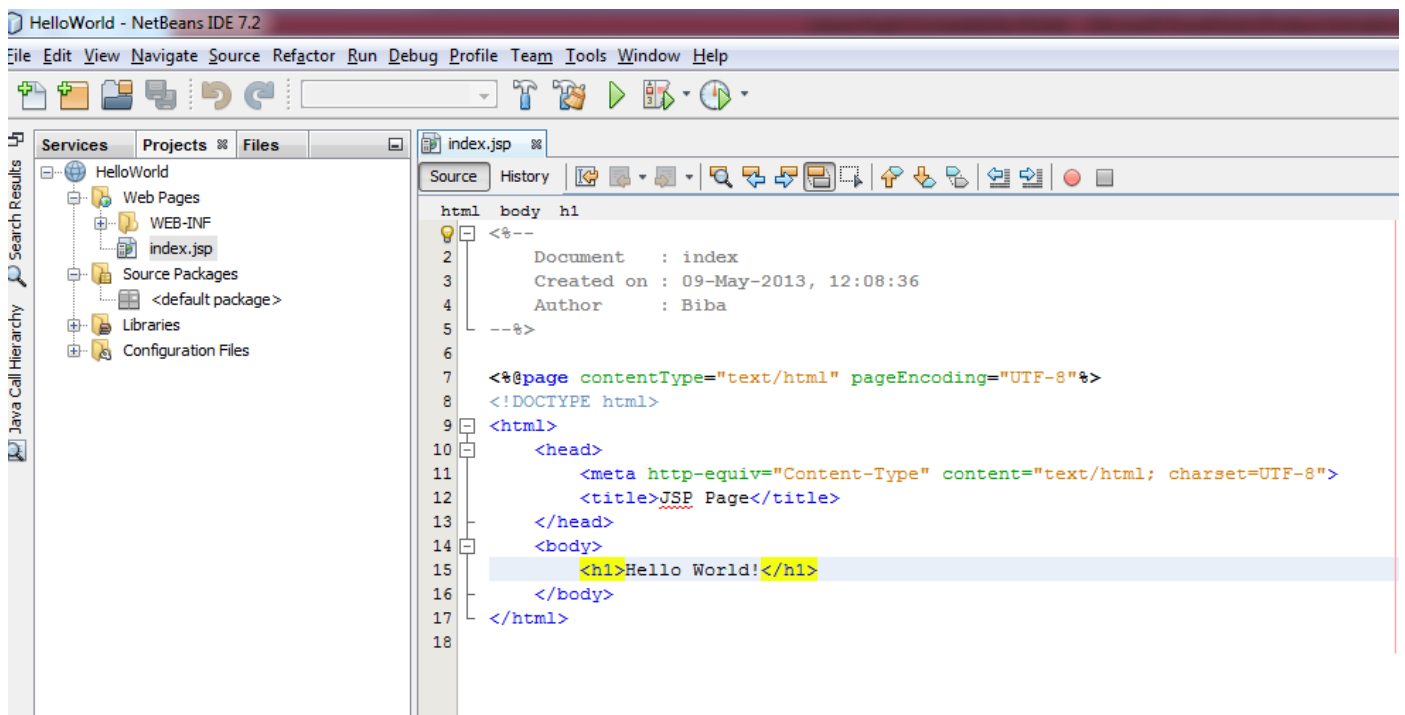 HelloWorld - NetBeans IDE 7.2
File Edit View Navigate Source Refactor Run Debug Profile Team Tools Window Help
Search Results
Java Call Hierarchy
Services Projects Files
HelloWorld
Web Pages
WEB-INF
index.jsp
Source Packages
<default package>
Libraries
Configuration Files
index.jsp
Source History
html body h1
<%--
2 Document : index
3 Created on : 09-May-2013, 12:08:36
4 Author : Biba
5 --%>
6
7 <%@page contentType="text/html" pageEncoding="UTF-8"%>
8 <!DOCTYPE html>
9 <html>
10 <head>
11 <meta http-equiv="Content-Type" content="text/html; charset=UTF-8">
12 <title>JSP Page</title>
13 </head>
14 <body>
15 <h1>Hello World!</h1>
16 </body>
17 </html>
18